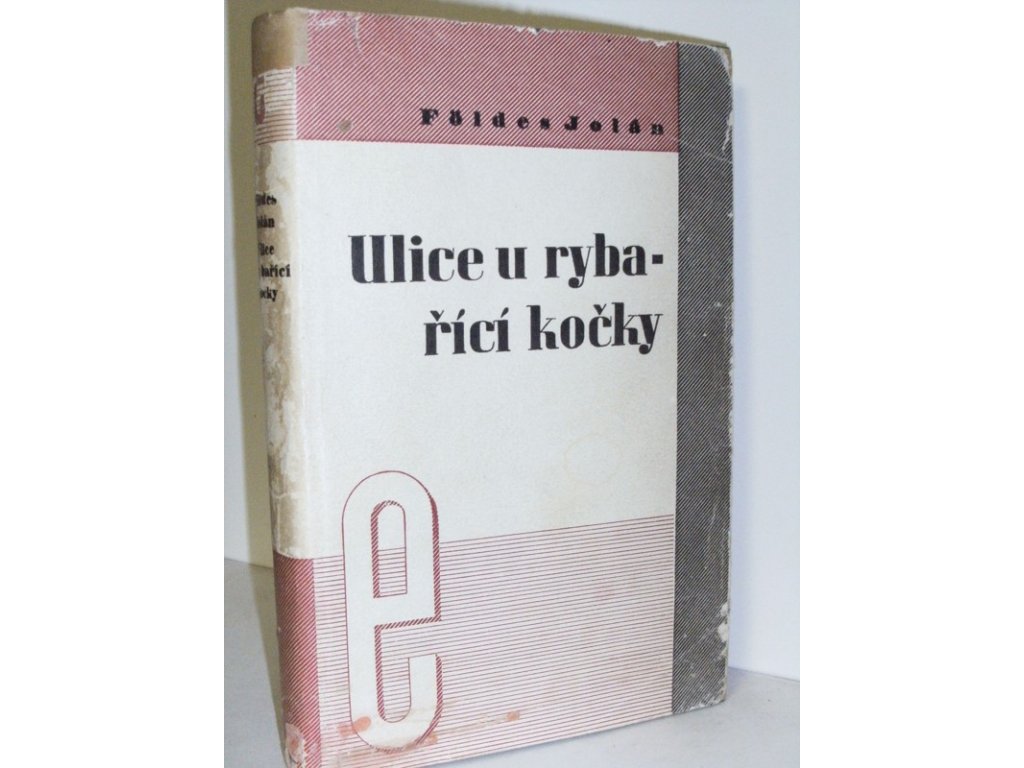 Földes Jolán
Ulice u ryba-
řící kočky
e